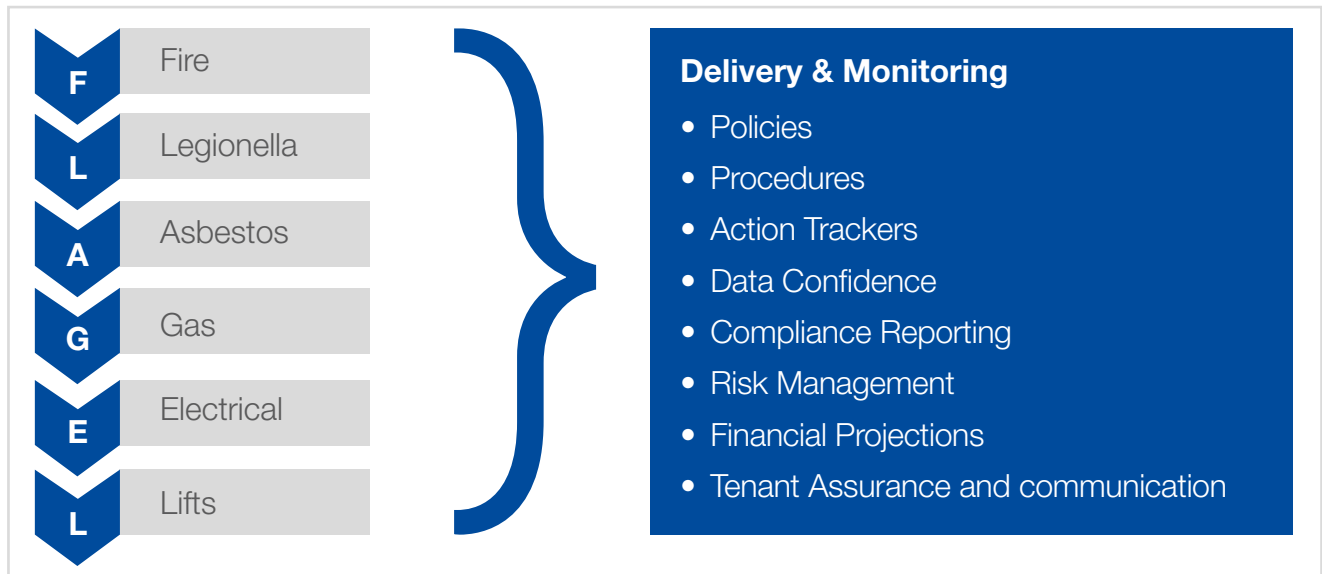 F
Fire
L
Legionella
A
Asbestos
G
Gas
E
Electrical
L
Lifts
Delivery & Monitoring
• Policies
• Procedures
• Action Trackers
• Data Confidence
• Compliance Reporting
• Risk Management
• Financial Projections
• Tenant Assurance and communication